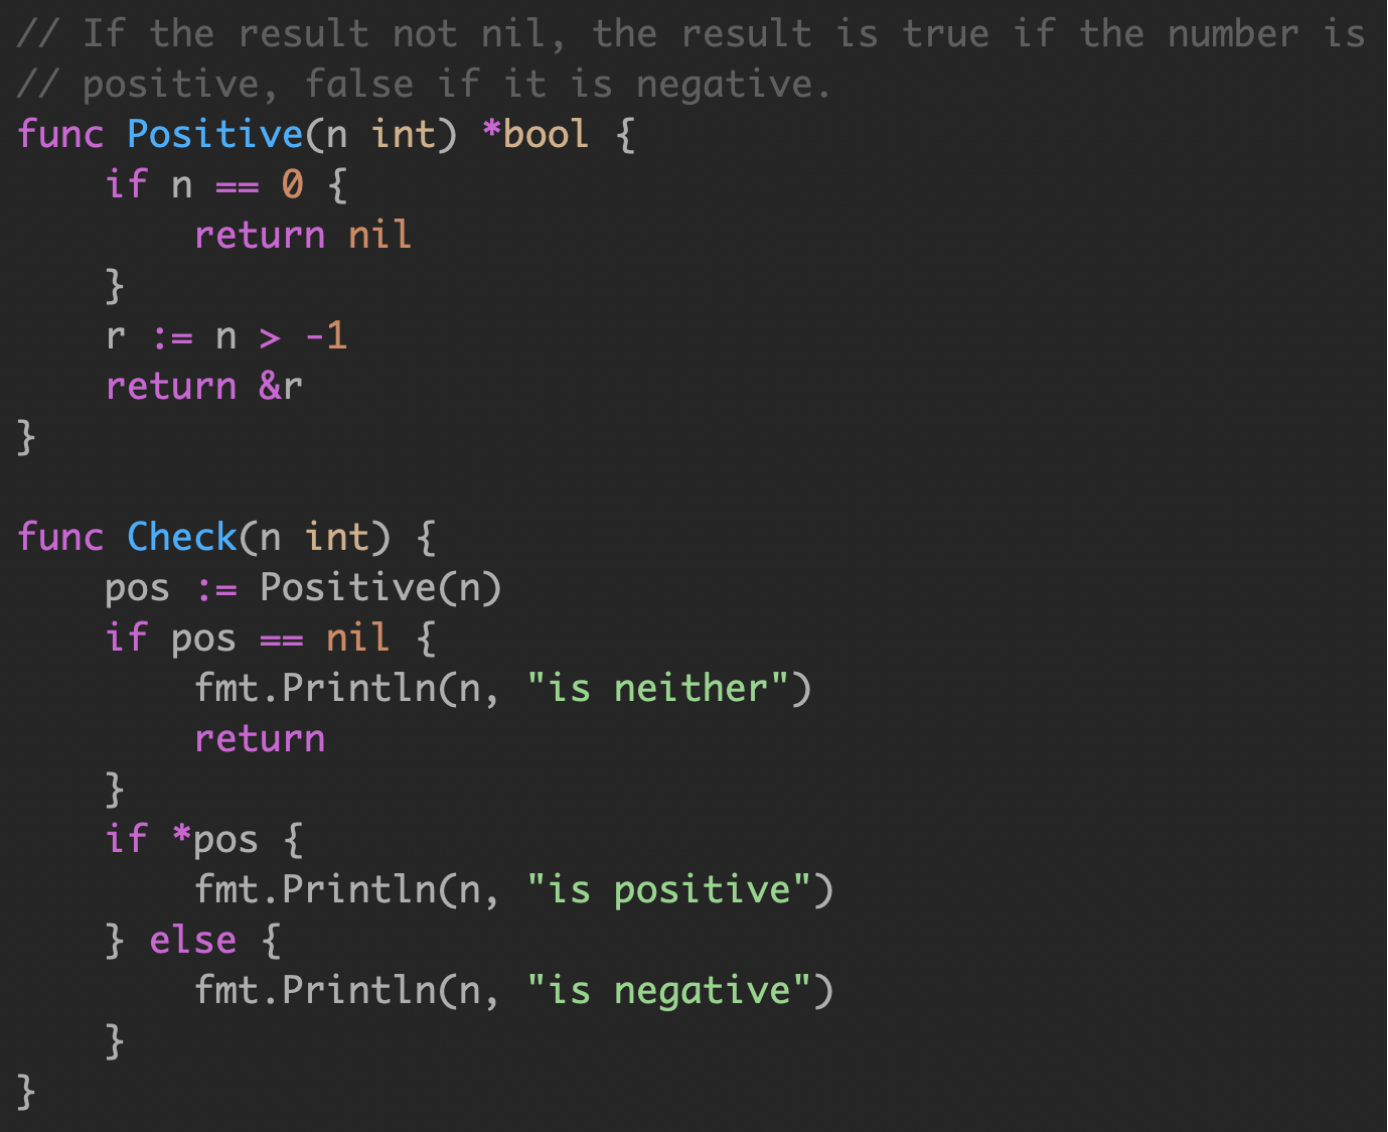 // If the result not nil, the result is true if the number is
// positive, false if it is negative.
func Positive(n int) *bool {
    if n == 0 {
        return nil
    }
    r := n > -1
    return &r
}

func Check(n int) {
    pos := Positive(n)
    if pos == nil {
        fmt.Println(n, "is neither")
        return
    }
    if *pos {
        fmt.Println(n, "is positive")
    } else {
        fmt.Println(n, "is negative")
    }
}